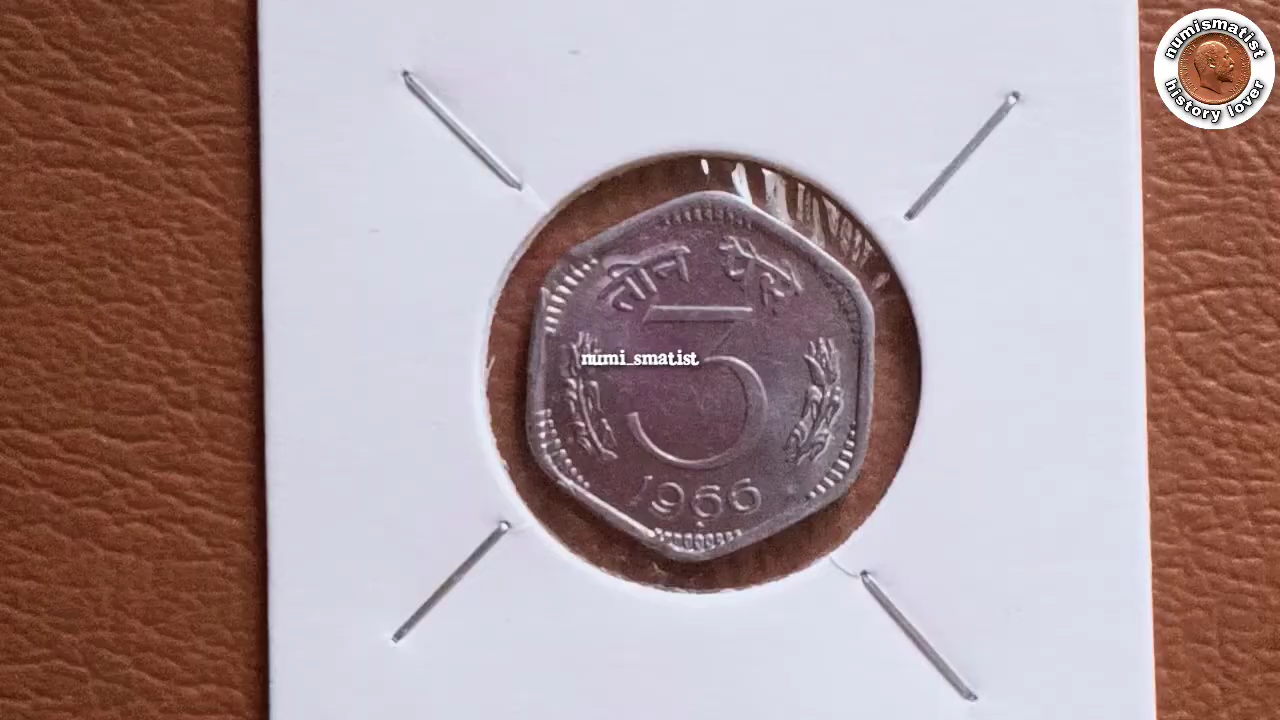 numismatist
history lover
तीन पैसे
3
numi_smatist
1966